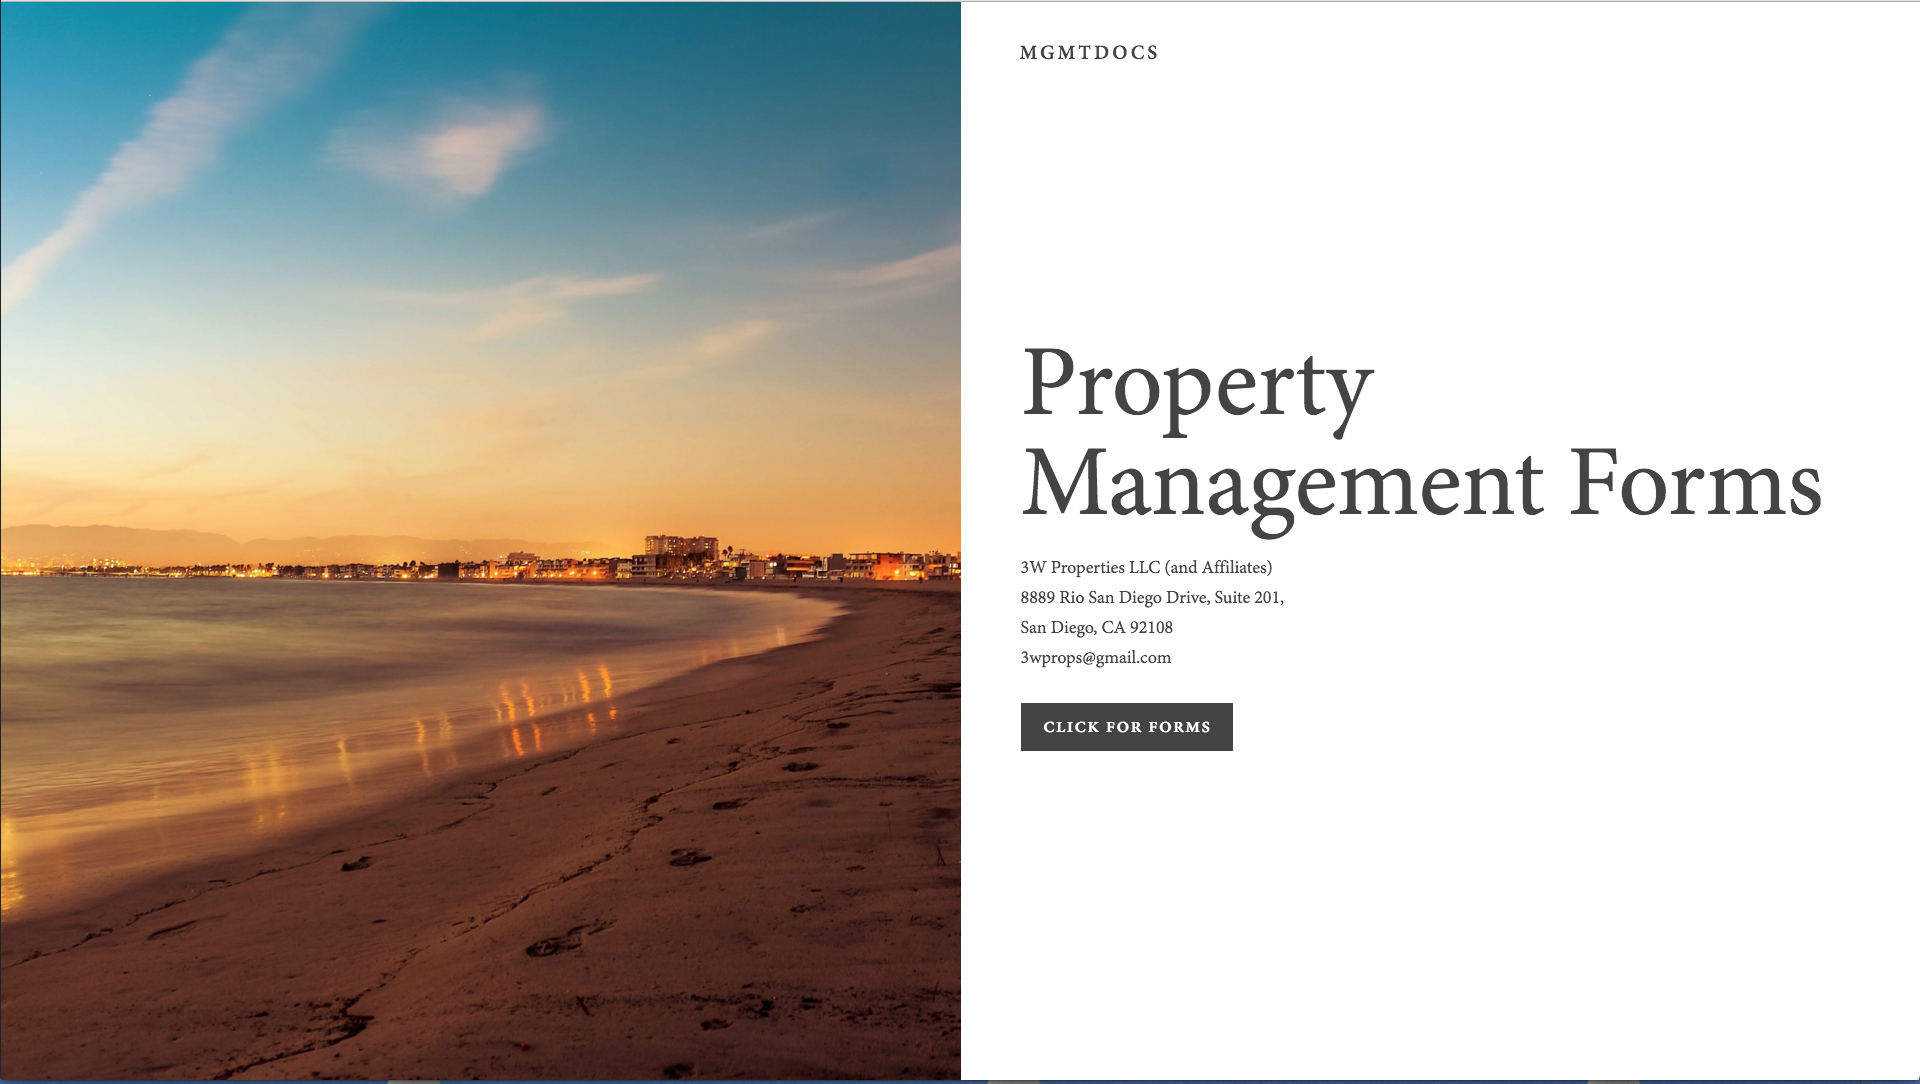 MGMTDOCS
Property
Management Forms
3W Properties LLC (and Affiliates)
8889 Rio San Diego Drive, Suite 201,
San Diego, CA 92108
3wprops@gmail.com
CLICK FOR FORMS